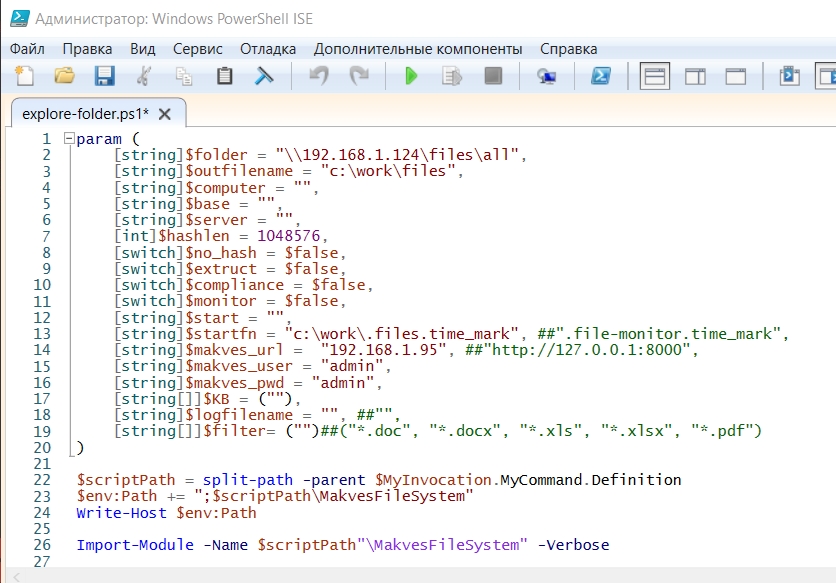 Администратор: Windows PowerShell ISE
Файл Правка Вид Сервис Отладка Дополнительные компоненты Справка
explore-folder.ps1* X
1 param (
2 [string]$folder = "\\192.168.1.124\files\all",
3 [string]$outfilename = "c:\work\files",
4 [string]$computer = "",
5 [string]$base = "",
6 [string]$server = "",
7 [int]$hashlen = 1048576,
8 [switch]$no_hash = $false,
9 [switch]$extruct = $false,
10 [switch]$compliance = $false,
11 [switch]$monitor = $false,
12 [string]$start = "",
13 [string]$startfn = "c:\work\.files.time_mark", ##".file-monitor.time_mark",
14 [string]$makves_url =  "192.168.1.95", ##"http://127.0.0.1:8000",
15 [string]$makves_user = "admin",
16 [string]$makves_pwd = "admin",
17 [string[]]$KB = (""),
18 [string]$logfilename = "", ##"",
19 [string[]]$filter= ("")##("*.doc", "*.docx", "*.xls", "*.xlsx", "*.pdf")
20 )
21
22 $scriptPath = split-path -parent $MyInvocation.MyCommand.Definition
23 $env:Path += ";$scriptPath\MakvesFileSystem"
24 Write-Host $env:Path
25
26 Import-Module -Name $scriptPath"\MakvesFileSystem" -Verbose
27